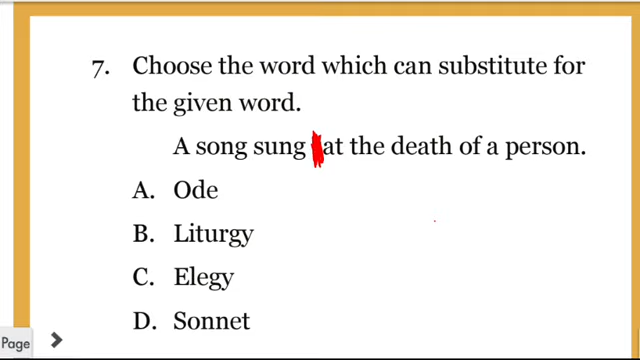 7. Choose the word which can substitute for
the given word.
A song sung at the death of a person.
A. Ode
B. Liturgy
C. Elegy
D. Sonnet
Page